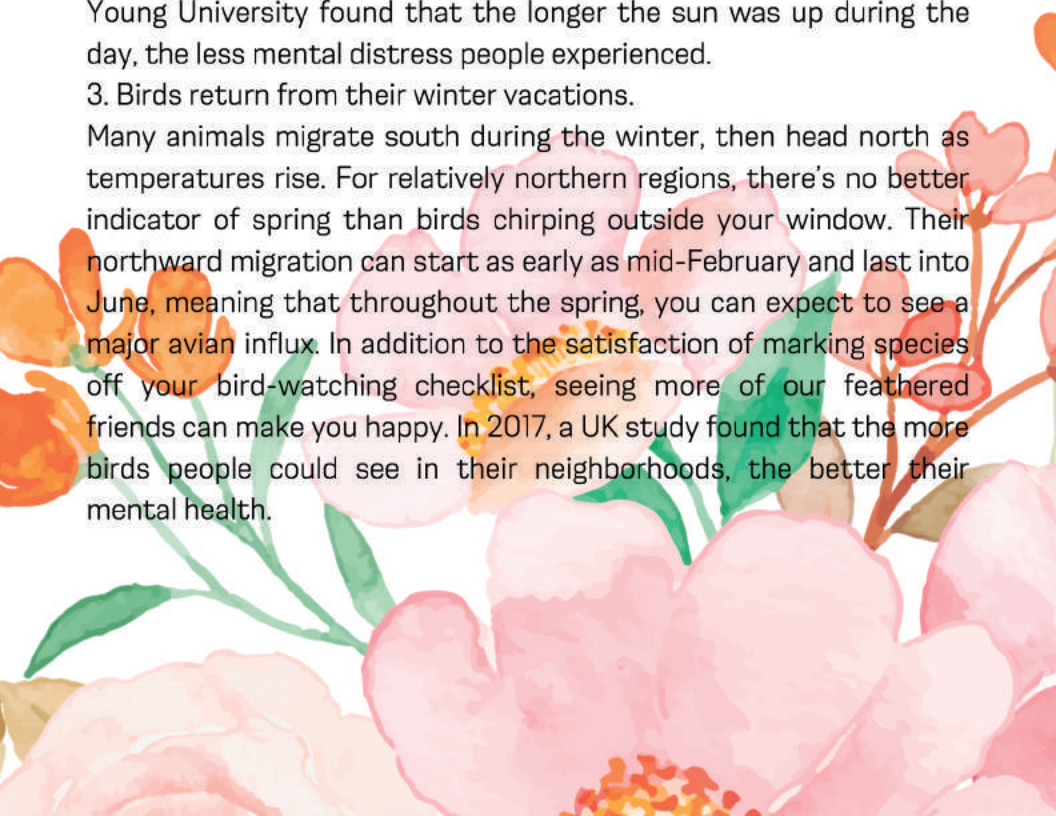 Young University found that the longer the sun was up during the
day, the less mental distress people experienced.
3. Birds return from their winter vacations.
Many animals migrate south during the winter, then head north as
temperatures rise. For relatively northern regions, there's no better
indicator of spring than birds chirping outside your window. Their
northward migration can start as early as mid-February and last into
June, meaning that throughout the spring, you can expect to see a
major avian influx. In addition to the satisfaction of marking species
off your bird-watching checklist, seeing more of our feathered
friends can make you happy. In 2017, a UK study found that the more
birds people could see in their neighborhoods, the better their
mental health.